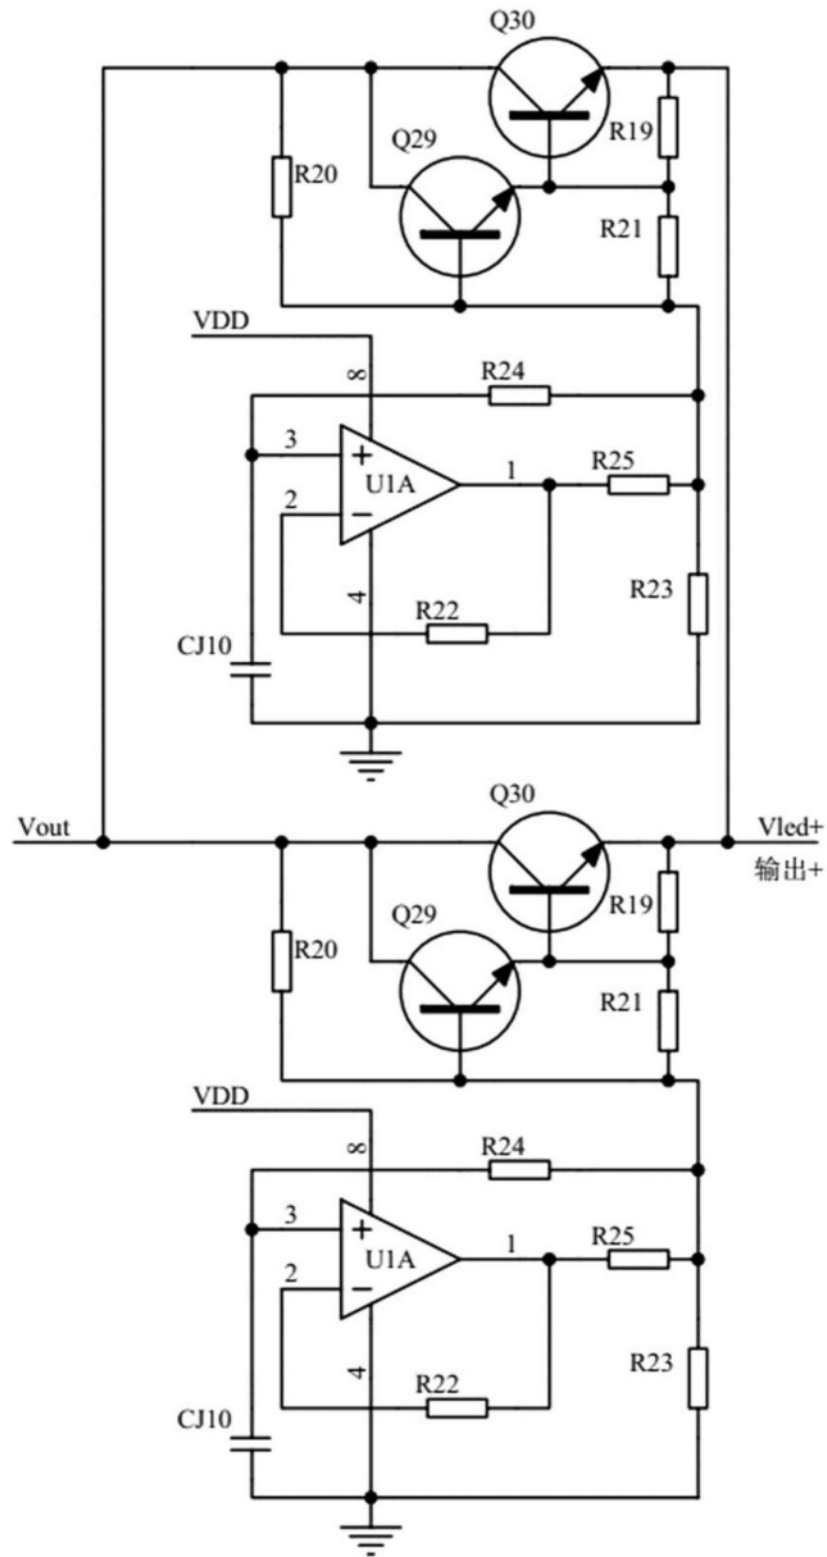 Q30
R19
Q29
R20
R21
VDD
8
R24
3
+
1
R25
U1A
2
−
4
R22
R23
CJ10
Q30
Vout
Vled+
输出+
R19
Q29
R20
R21
VDD
8
R24
3
+
1
R25
U1A
2
−
4
R22
R23
CJ10